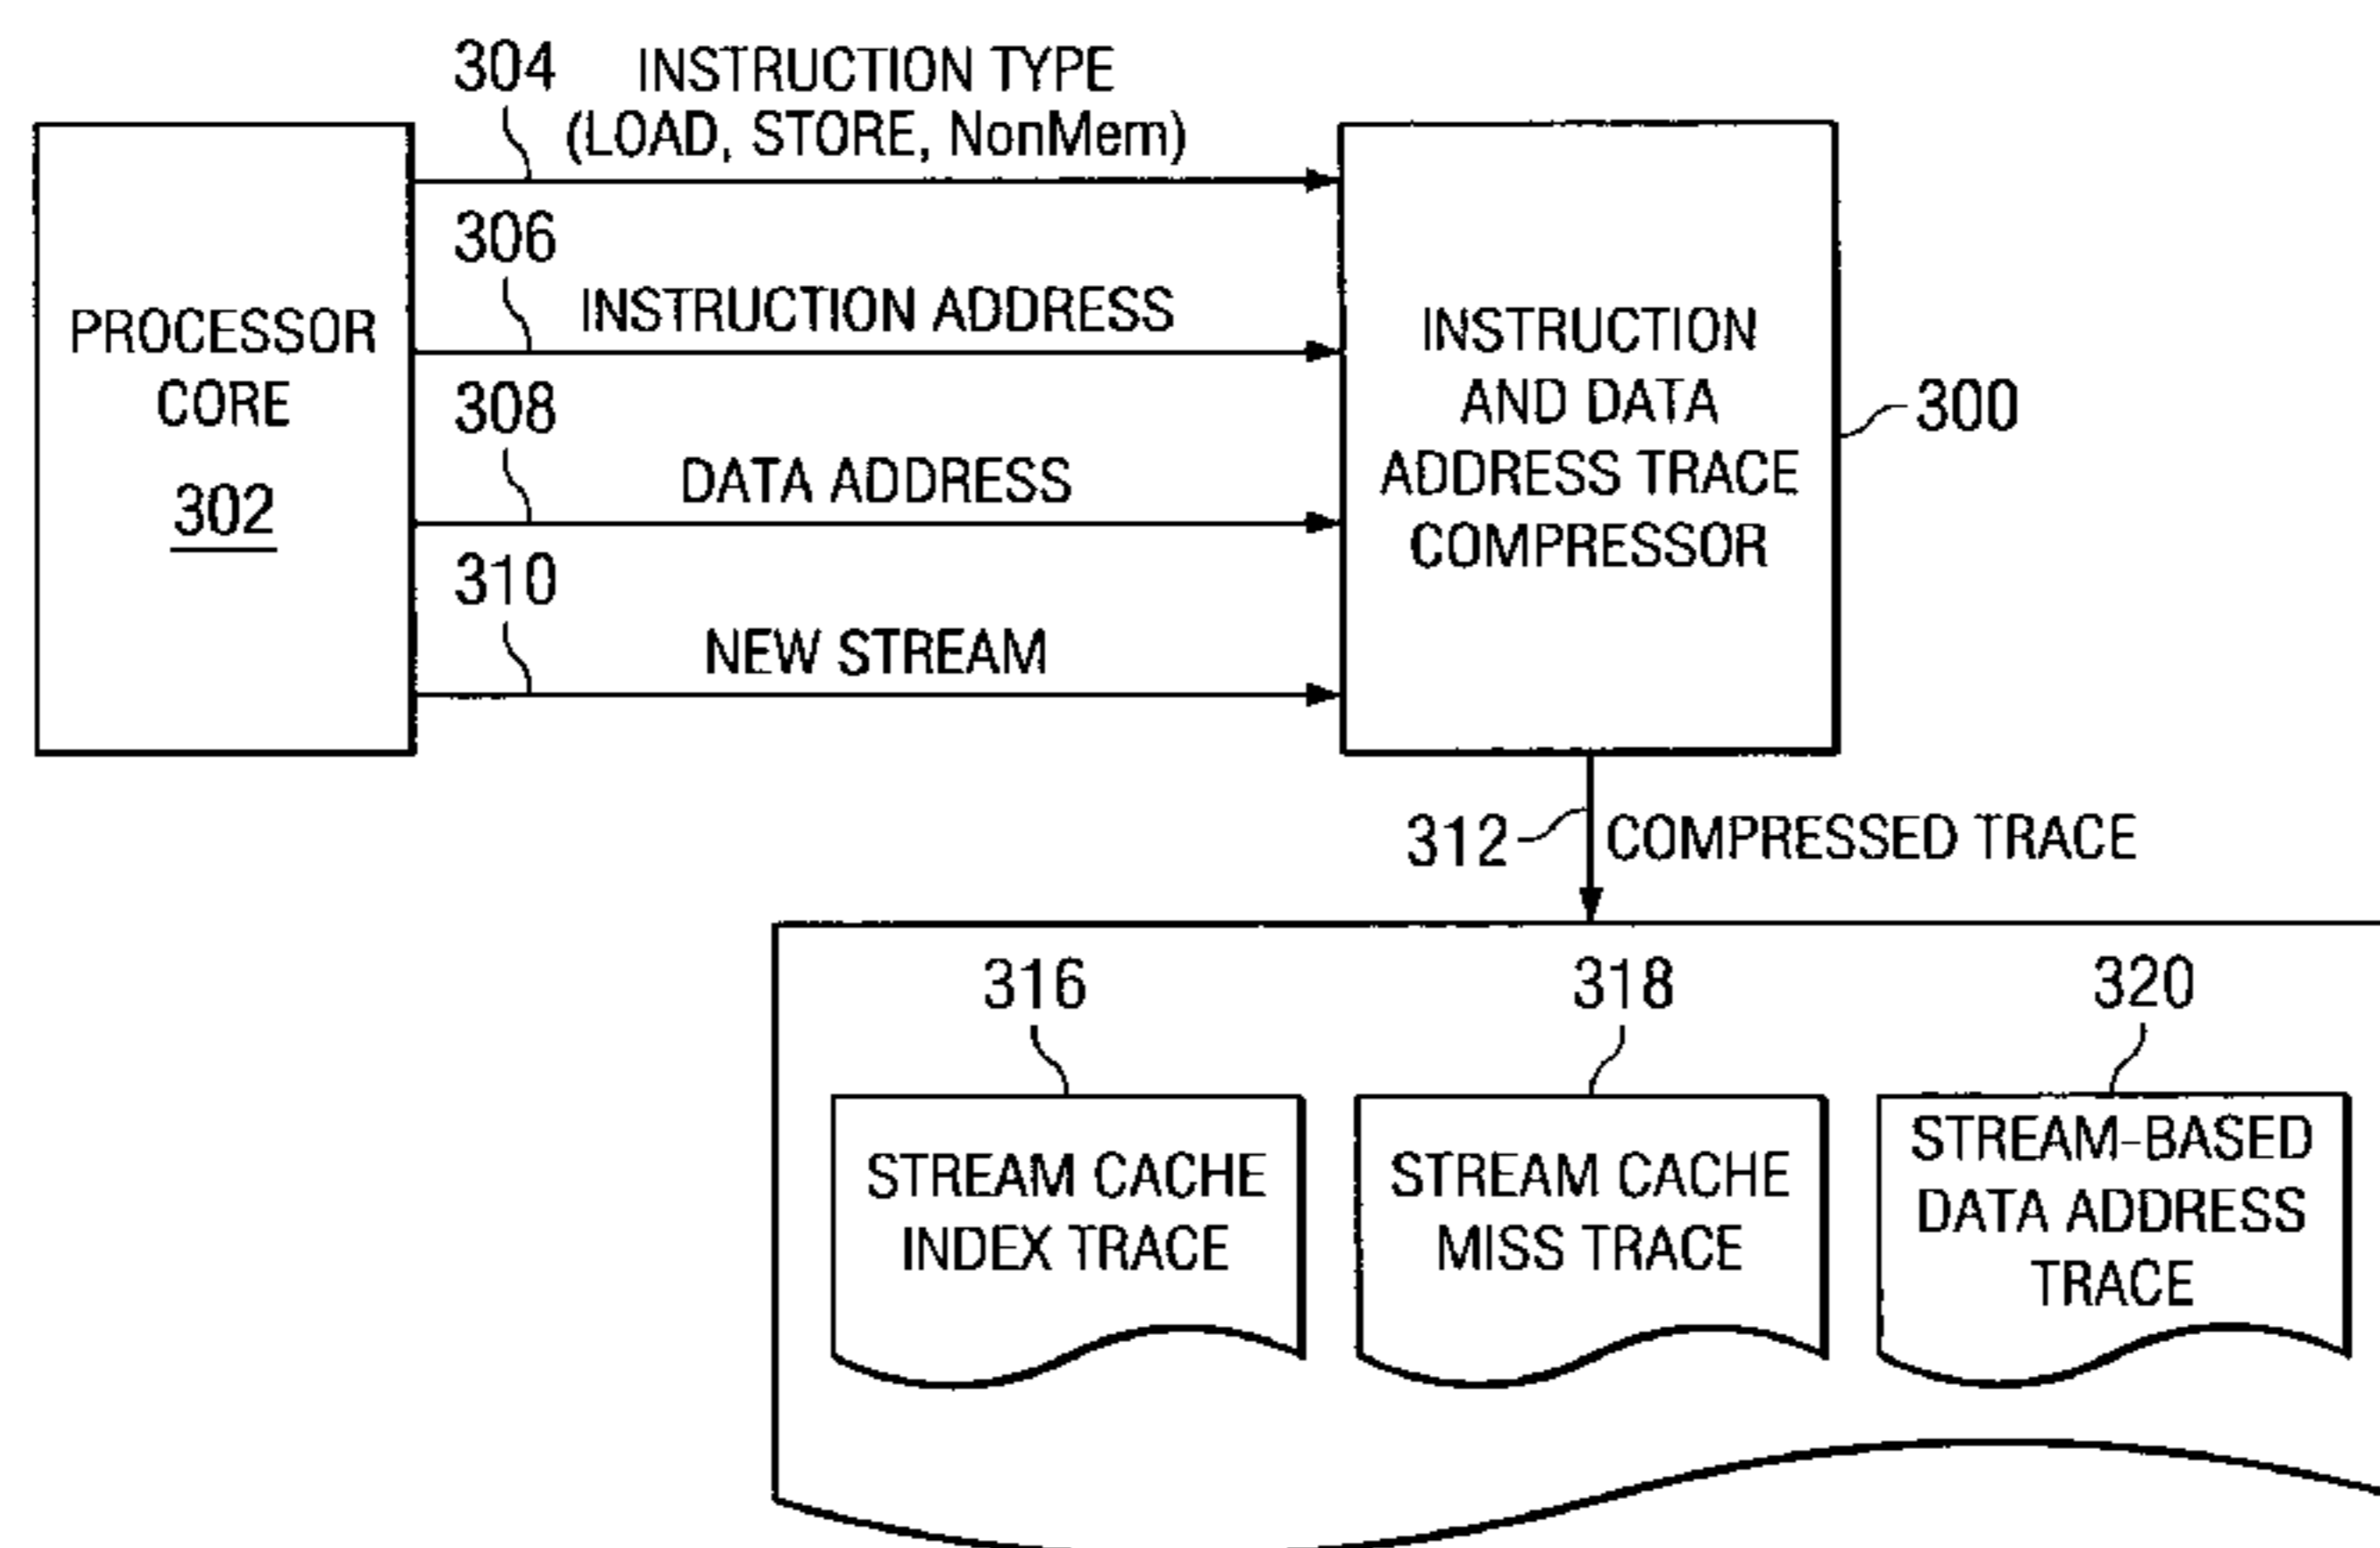 304 INSTRUCTION TYPE
(LOAD, STORE, NonMem)
306
INSTRUCTION ADDRESS
PROCESSOR
CORE
302
308
DATA ADDRESS
310
NEW STREAM
INSTRUCTION
AND DATA
ADDRESS TRACE
COMPRESSOR
300
312 COMPRESSED TRACE
316
STREAM CACHE
INDEX TRACE
318
STREAM CACHE
MISS TRACE
320
STREAM-BASED
DATA ADDRESS
TRACE